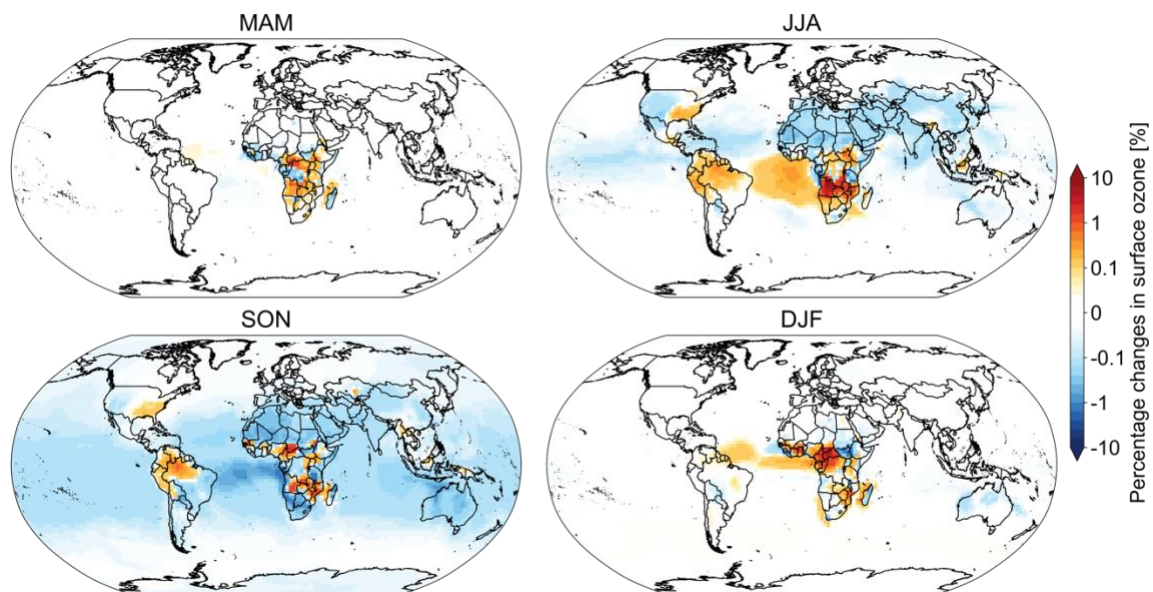 MAM
JJA
SON
DJF
10
1
0.1
0
-0.1
-1
-10
Percentage changes in surface ozone [%]